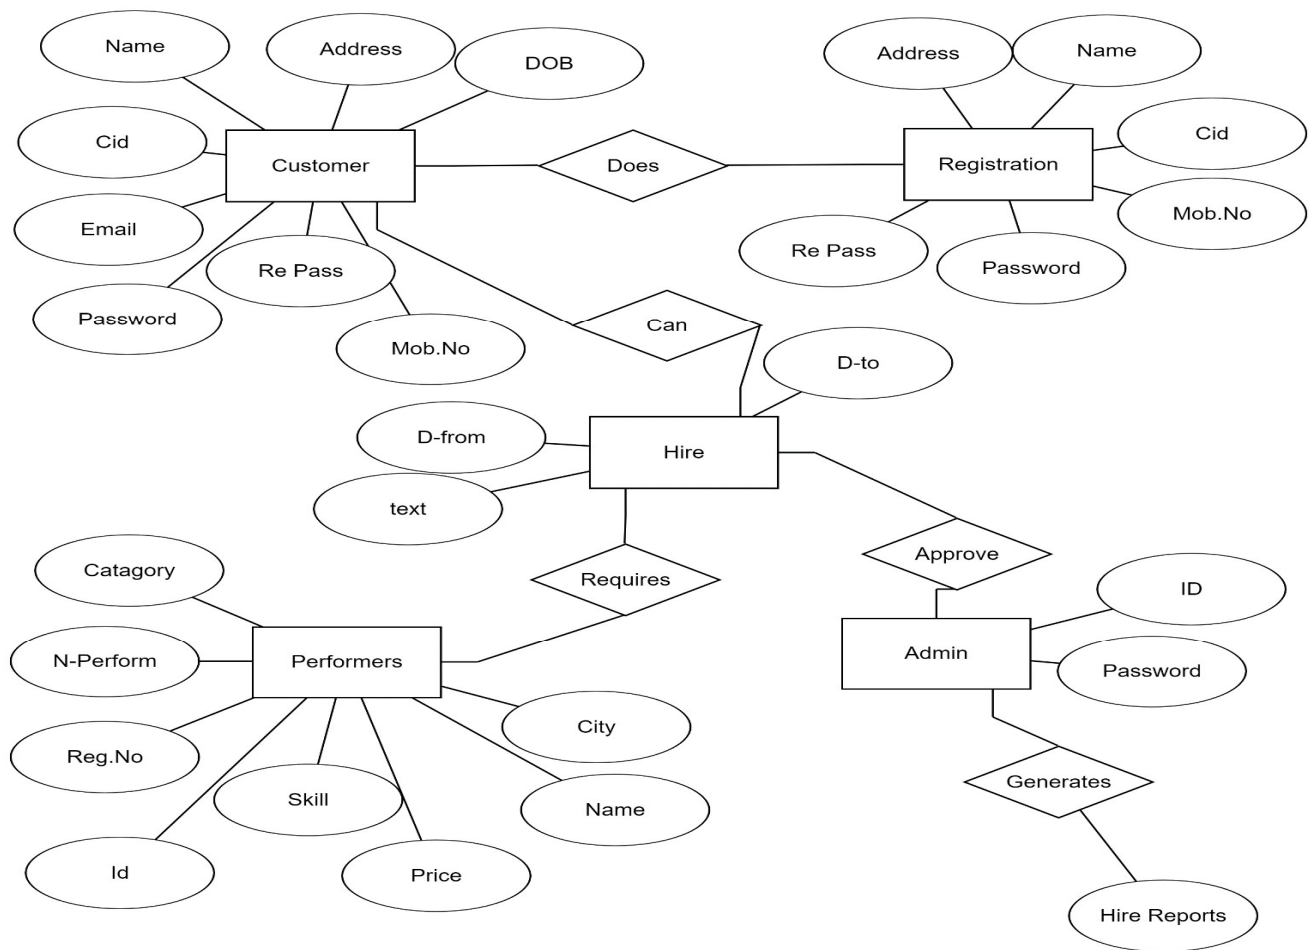 Name
Address
DOB
Address
Name
Cid
Customer
Does
Registration
Cid
Email
Re Pass
Mob.No
Re Pass
Password
Password
Can
Mob.No
D-to
D-from
Hire
text
Catagory
Requires
Approve
ID
N-Perform
Performers
Admin
Password
Reg.No
City
Skill
Name
Generates
Id
Price
Hire Reports